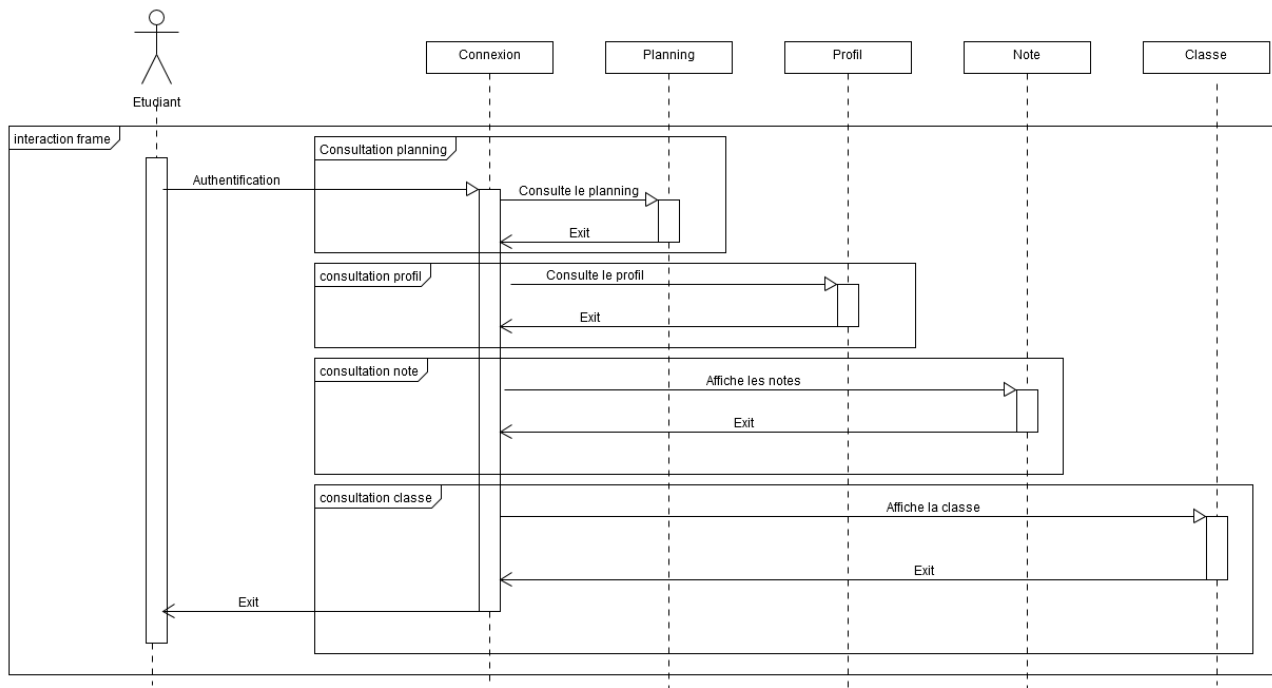 Etudiant
Connexion
Planning
Profil
Note
Classe
interaction frame
Consultation planning
Authentification
Consulte le planning
Exit
consultation profil
Consulte le profil
Exit
consultation note
Affiche les notes
Exit
consultation classe
Affiche la classe
Exit
Exit